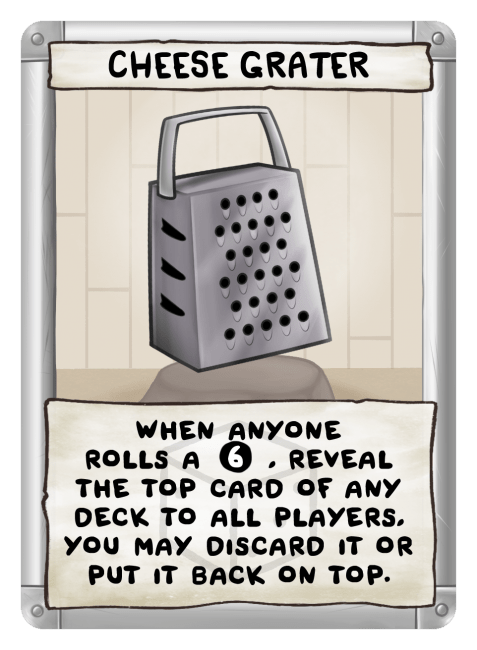 CHEESE GRATER
WHEN ANYONE
ROLLS A 6 , REVEAL
THE TOP CARD OF ANY
DECK TO ALL PLAYERS.
YOU MAY DISCARD IT OR
PUT IT BACK ON TOP.